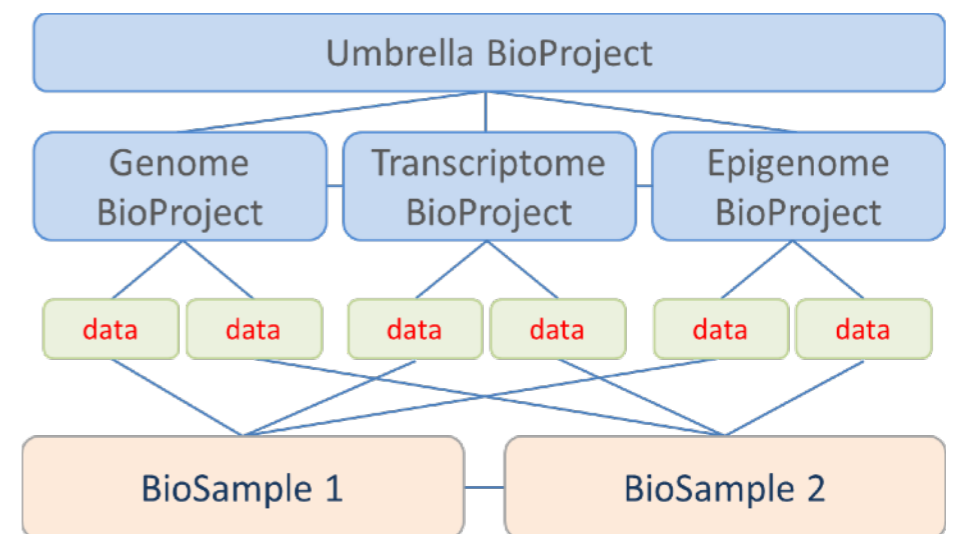 Umbrella BioProject
Genome
BioProject
Transcriptome
BioProject
Epigenome
BioProject
data
data
data
data
data
data
BioSample 1
BioSample 2